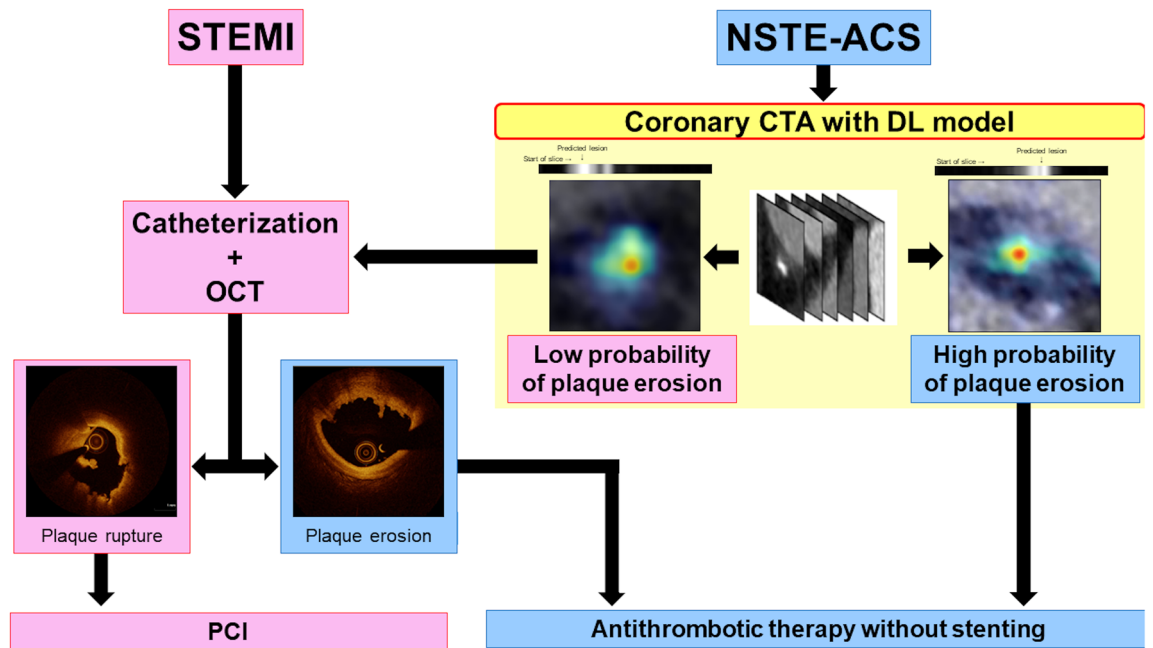 STEMI
NSTE-ACS
Coronary CTA with DL model
Predicted lesion
↓
Start of slice →
Predicted lesion
↓
Start of slice →
Catheterization
+
OCT
Low probability
of plaque erosion
High probability
of plaque erosion
Plaque rupture
Plaque erosion
PCI
Antithrombotic therapy without stenting